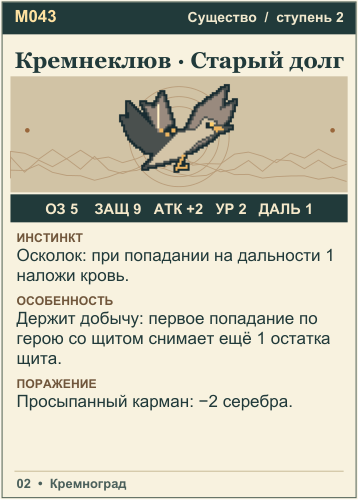 M043
Существо / ступень 2
Кремнеклюв · Старый долг
ОЗ 5 ЗАЩ 9 АТК +2 УР 2 ДАЛЬ 1
ИНСТИНКТ
Осколок: при попадании на дальности 1
наложи кровь.
ОСОБЕННОСТЬ
Держит добычу: первое попадание по
герою со щитом снимает ещё 1 остатка
щита.
ПОРАЖЕНИЕ
Просыпанный карман: −2 серебра.
02 • Кремноград